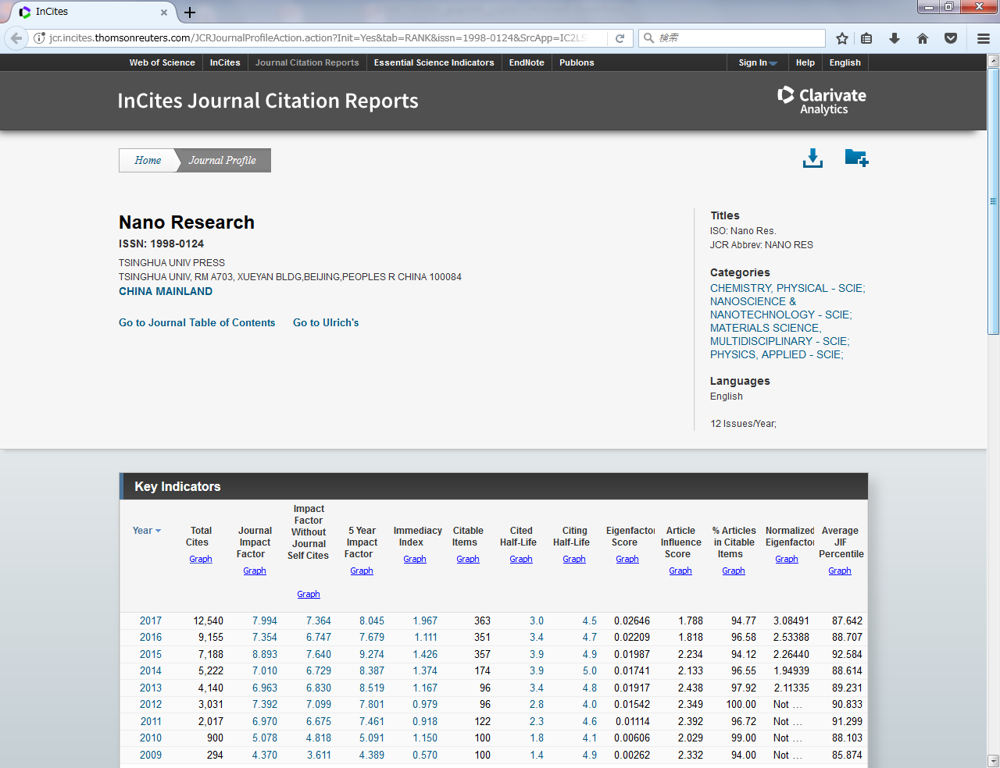 InCites
jcr.incites.thomsonreuters.com/JCRJournalProfileAction.action?Init=Yes&tab=RANK&issn=1998-0124&SrcApp=IC2LS
検索
Web of Science InCites Journal Citation Reports Essential Science Indicators EndNote Publons Sign In Help English
InCites Journal Citation Reports
Clarivate
Analytics
Home Journal Profile
Nano Research
ISSN: 1998-0124
TSINGHUA UNIV PRESS
TSINGHUA UNIV, RM A703, XUEYAN BLDG,BEIJING,PEOPLES R CHINA 100084
CHINA MAINLAND
Go to Journal Table of Contents Go to Ulrich's
Titles
ISO: Nano Res.
JCR Abbrev: NANO RES
Categories
CHEMISTRY, PHYSICAL - SCIE;
NANOSCIENCE &
NANOTECHNOLOGY - SCIE;
MATERIALS SCIENCE,
MULTIDISCIPLINARY - SCIE;
PHYSICS, APPLIED - SCIE;
Languages
English
12 Issues/Year;
Key Indicators
Year
Total
Cites
Graph
Journal
Impact
Factor
Graph
Impact
Factor
Without
Journal
Self Cites
Graph
5 Year
Impact
Factor
Graph
Immediacy
Index
Graph
Citable
Items
Graph
Cited
Half-Life
Graph
Citing
Half-Life
Graph
Eigenfactor
Score
Graph
Article
Influence
Score
Graph
% Articles
in Citable
Items
Graph
Normalized
Eigenfactor
Graph
Average
JIF
Percentile
Graph
2017 12,540 7.994 7.364 8.045 1.967 363 3.0 4.5 0.02646 1.788 94.77 3.08491 87.642
2016 9,155 7.354 6.747 7.679 1.111 351 3.4 4.7 0.02209 1.818 96.58 2.53388 88.707
2015 7,188 8.893 7.640 9.274 1.426 357 3.9 4.9 0.01987 2.234 94.12 2.26440 92.584
2014 5,222 7.010 6.729 8.387 1.374 174 3.9 5.0 0.01741 2.133 96.55 1.94939 88.614
2013 4,140 6.963 6.830 8.519 1.167 96 3.4 4.8 0.01917 2.438 97.92 2.11335 89.231
2012 3,031 7.392 7.099 7.801 0.979 96 2.8 4.0 0.01542 2.349 100.00 Not ... 90.833
2011 2,017 6.970 6.675 7.461 0.918 122 2.3 4.6 0.01114 2.392 96.72 Not ... 91.299
2010 900 5.078 4.818 5.091 1.150 100 1.8 4.1 0.00606 2.029 99.00 Not ... 88.103
2009 294 4.370 3.611 4.389 0.570 100 1.4 4.9 0.00262 2.332 94.00 Not ... 85.874